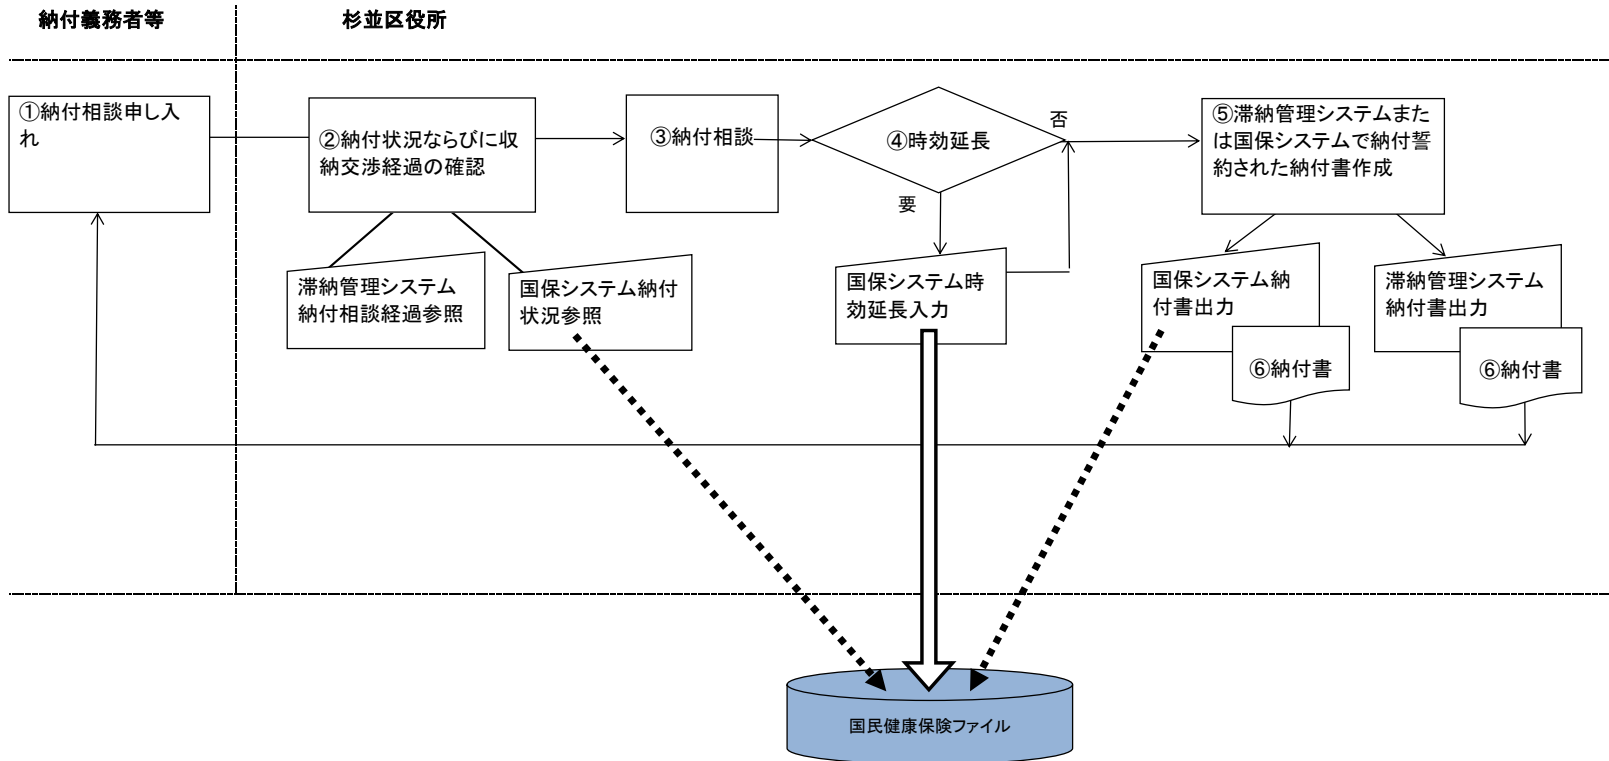 納付義務者等
杉並区役所
①納付相談申し入
れ
②納付状況ならびに収
納交渉経過の確認
③納付相談
④時効延長
否
要
⑤滞納管理システムまた
は国保システムで納付誓
約された納付書作成
滞納管理システム
納付相談経過参照
国保システム納付
状況参照
国保システム時
効延長入力
国保システム納
付書出力
滞納管理システム
納付書出力
⑥納付書
⑥納付書
国民健康保険ファイル